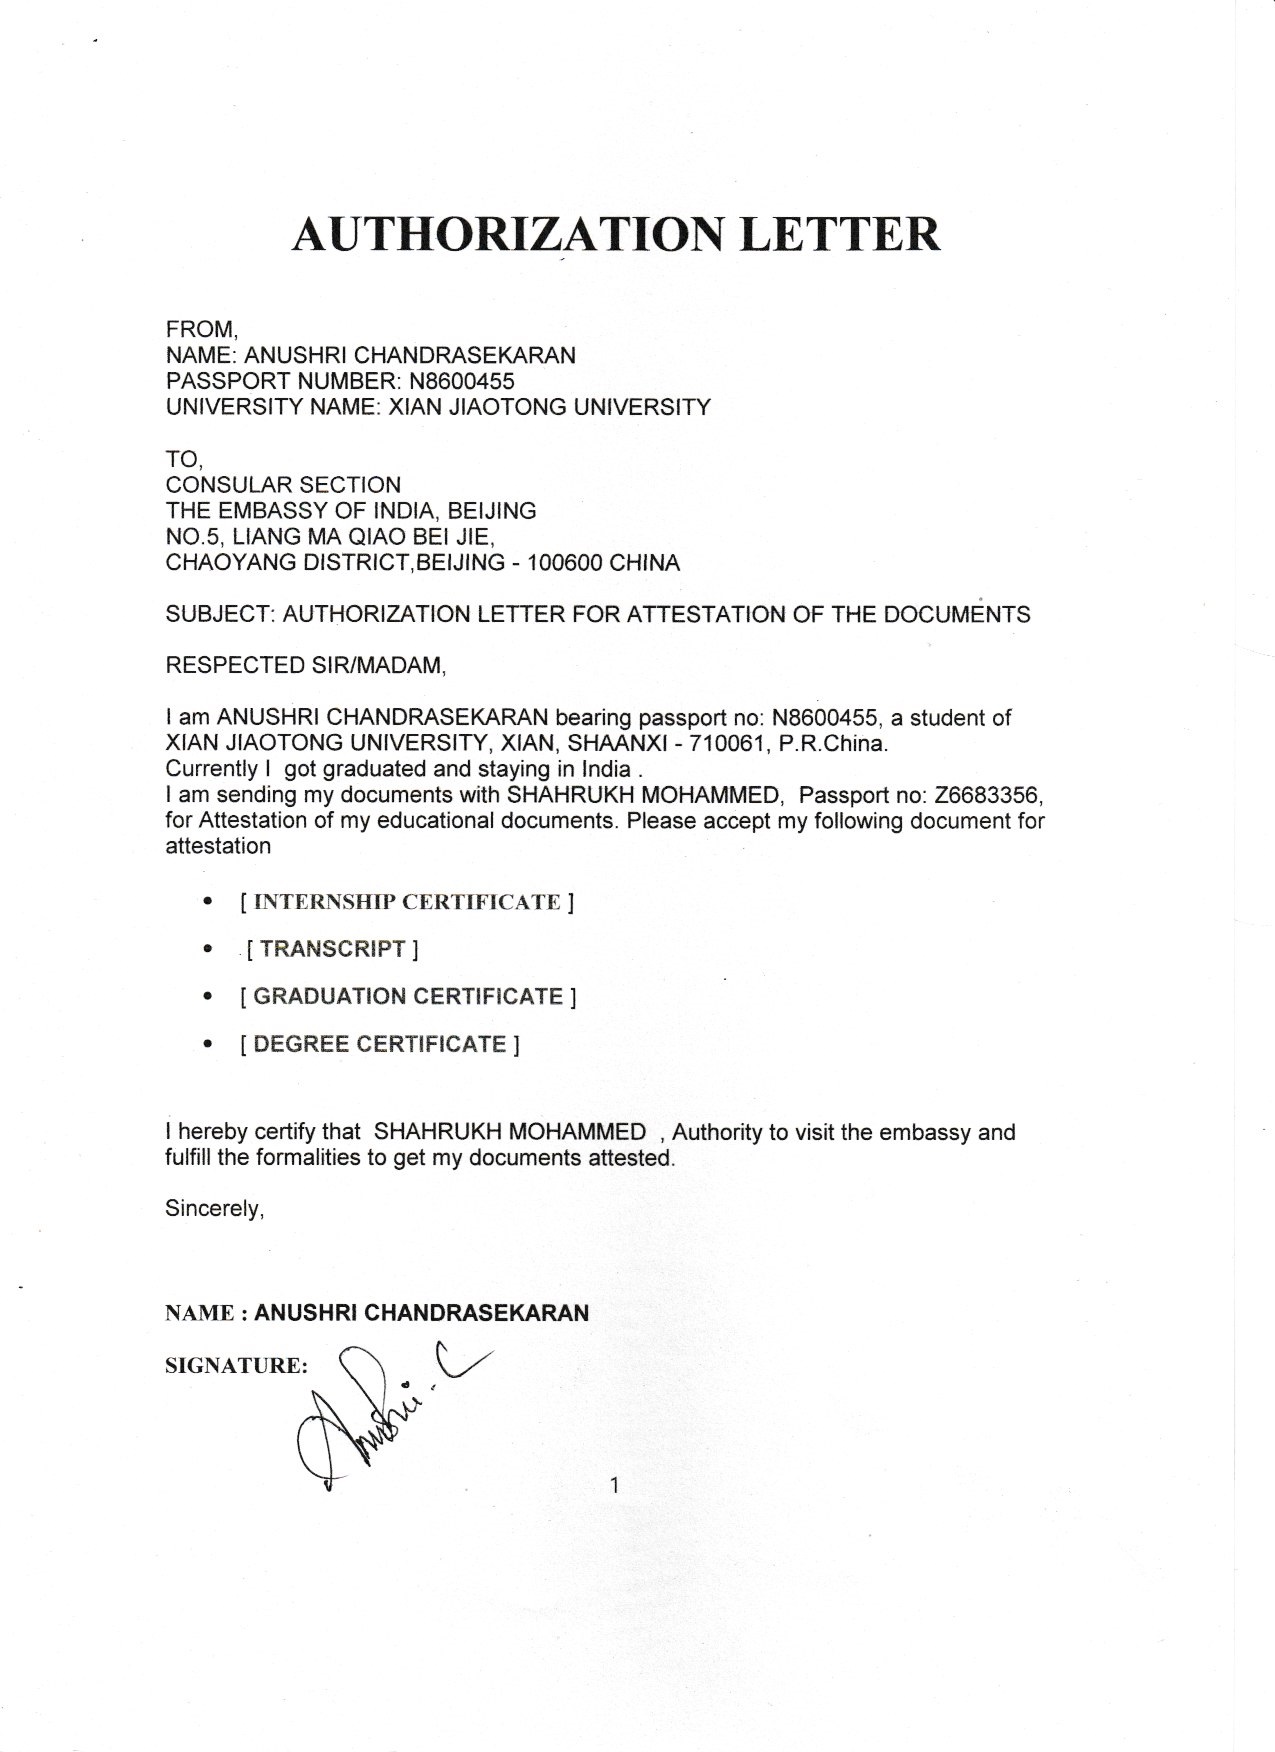 AUTHORIZATION LETTER
FROM,
NAME: ANUSHRI CHANDRASEKARAN
PASSPORT NUMBER: N8600455
UNIVERSITY NAME: XIAN JIAOTONG UNIVERSITY
TO,
CONSULAR SECTION
THE EMBASSY OF INDIA, BEIJING
NO.5, LIANG MA QIAO BEI JIE,
CHAOYANG DISTRICT,BEIJING - 100600 CHINA
SUBJECT: AUTHORIZATION LETTER FOR ATTESTATION OF THE DOCUMENTS
RESPECTED SIR/MADAM,
I am ANUSHRI CHANDRASEKARAN bearing passport no: N8600455, a student of
XIAN JIAOTONG UNIVERSITY, XIAN, SHAANXI - 710061, P.R.China.
Currently I  got graduated and staying in India .
I am sending my documents with SHAHRUKH MOHAMMED,  Passport no: Z6683356,
for Attestation of my educational documents. Please accept my following document for
attestation
• [ INTERNSHIP CERTIFICATE ]
• [ TRANSCRIPT ]
• [ GRADUATION CERTIFICATE ]
• [ DEGREE CERTIFICATE ]
I hereby certify that  SHAHRUKH MOHAMMED  , Authority to visit the embassy and
fulfill the formalities to get my documents attested.
Sincerely,
NAME : ANUSHRI CHANDRASEKARAN
SIGNATURE:
Anushri. C
1